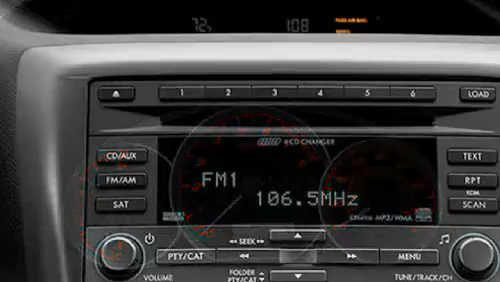 72
108
PASS AIR BAG
1 2 3 4 5 6 LOAD
6CD CHANGER
CD/AUX TEXT
FM/AM FM1 RPT
106.5MHz RDM
SAT SCAN
MP3/WMA
SEEK
PTY/CAT MENU
VOLUME FOLDER TUNE/TRACK/CH
PTY/CAT